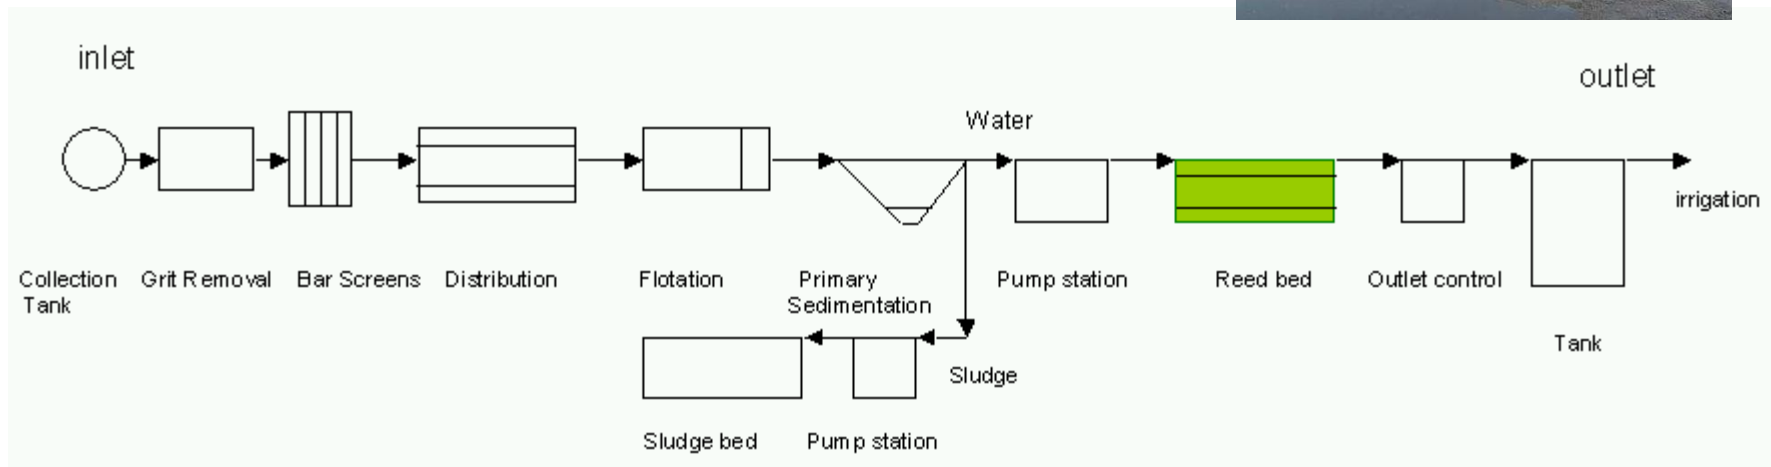 inlet
outlet
Water
irrigation
Collection
Tank
Grit Removal
Bar Screens
Distribution
Flotation
Primary
Sedimentation
Pump station
Reed bed
Outlet control
Tank
Sludge
Sludge bed
Pump station